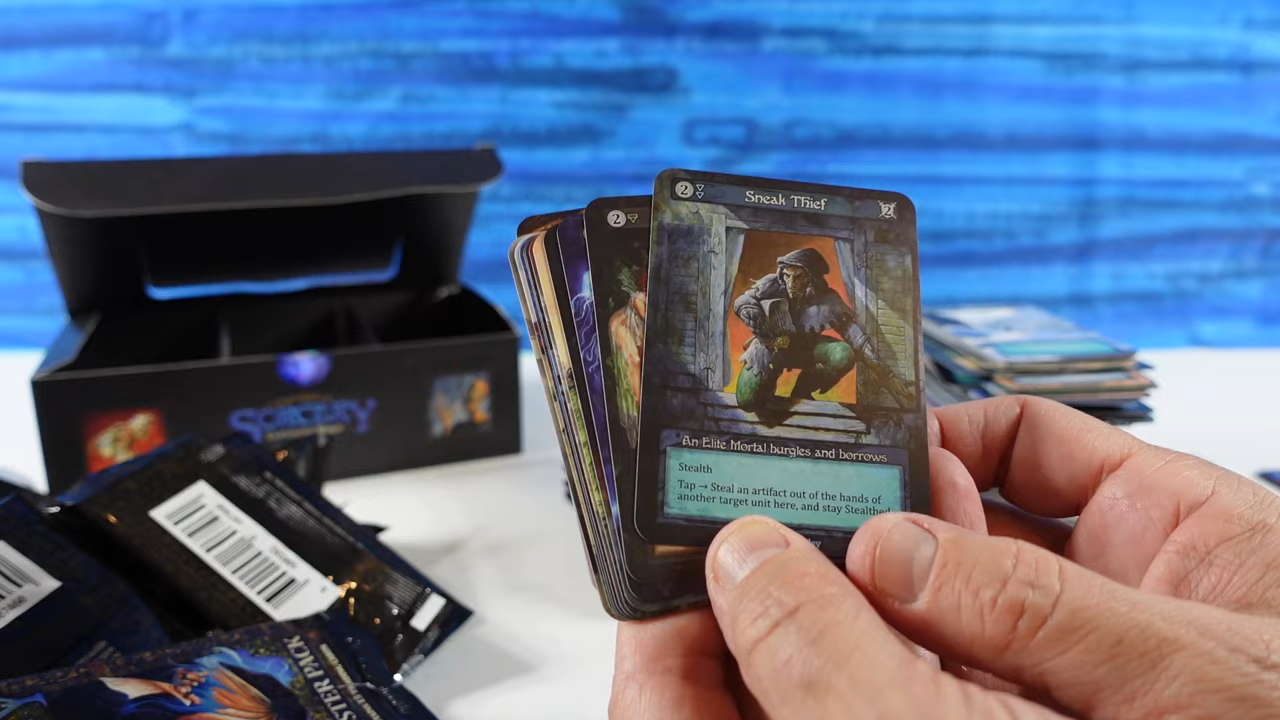 2
2
Sneak Thief
2
An Elite Mortal burgles and borrows
Stealth
Tap → Steal an artifact out of the hands of
another target unit here, and stay Stealthed
SORCERY
STER PACK